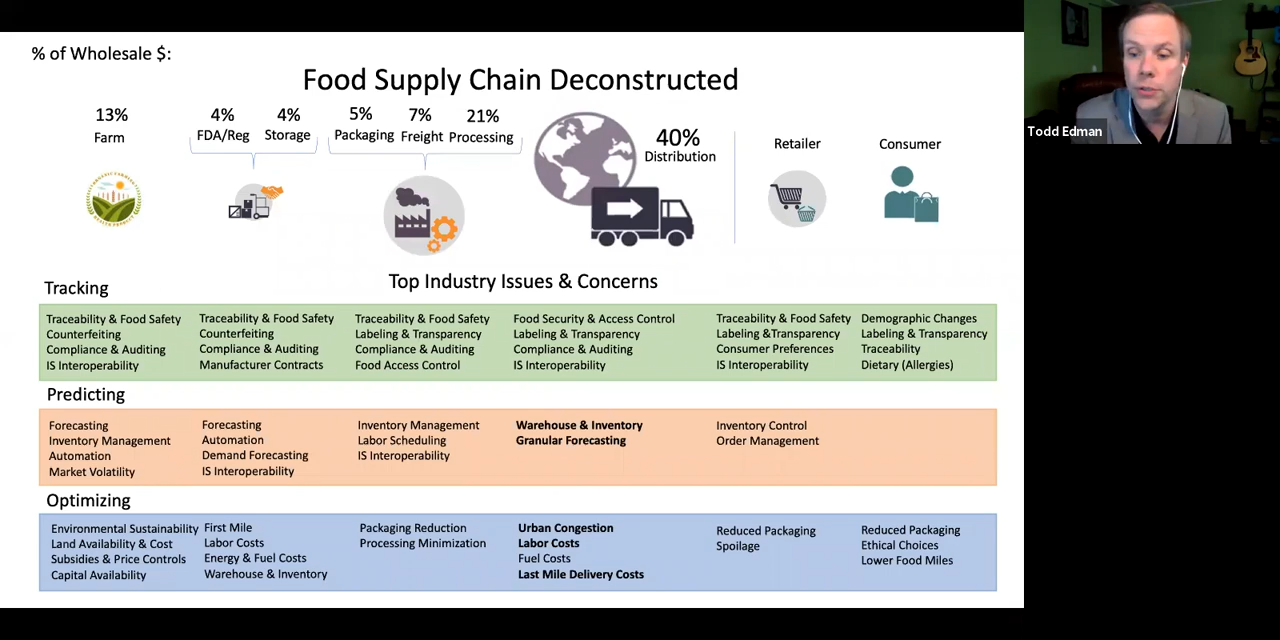 % of Wholesale $:
Food Supply Chain Deconstructed
13%
Farm
4%
FDA/Reg
4%
Storage
5%
Packaging
7%
Freight
21%
Processing
40%
Distribution
Retailer
Consumer
Todd Edman
Top Industry Issues & Concerns
Tracking
Traceability & Food Safety
Counterfeiting
Compliance & Auditing
IS Interoperability
Traceability & Food Safety
Counterfeiting
Compliance & Auditing
Manufacturer Contracts
Traceability & Food Safety
Labeling & Transparency
Compliance & Auditing
Food Access Control
Food Security & Access Control
Labeling & Transparency
Compliance & Auditing
IS Interoperability
Traceability & Food Safety
Labeling &Transparency
Consumer Preferences
IS Interoperability
Demographic Changes
Labeling & Transparency
Traceability
Dietary (Allergies)
Predicting
Forecasting
Inventory Management
Automation
Market Volatility
Forecasting
Automation
Demand Forecasting
IS Interoperability
Inventory Management
Labor Scheduling
IS Interoperability
Warehouse & Inventory
Granular Forecasting
Inventory Control
Order Management
Optimizing
Environmental Sustainability
Land Availability & Cost
Subsidies & Price Controls
Capital Availability
First Mile
Labor Costs
Energy & Fuel Costs
Warehouse & Inventory
Packaging Reduction
Processing Minimization
Urban Congestion
Labor Costs
Fuel Costs
Last Mile Delivery Costs
Reduced Packaging
Spoilage
Reduced Packaging
Ethical Choices
Lower Food Miles